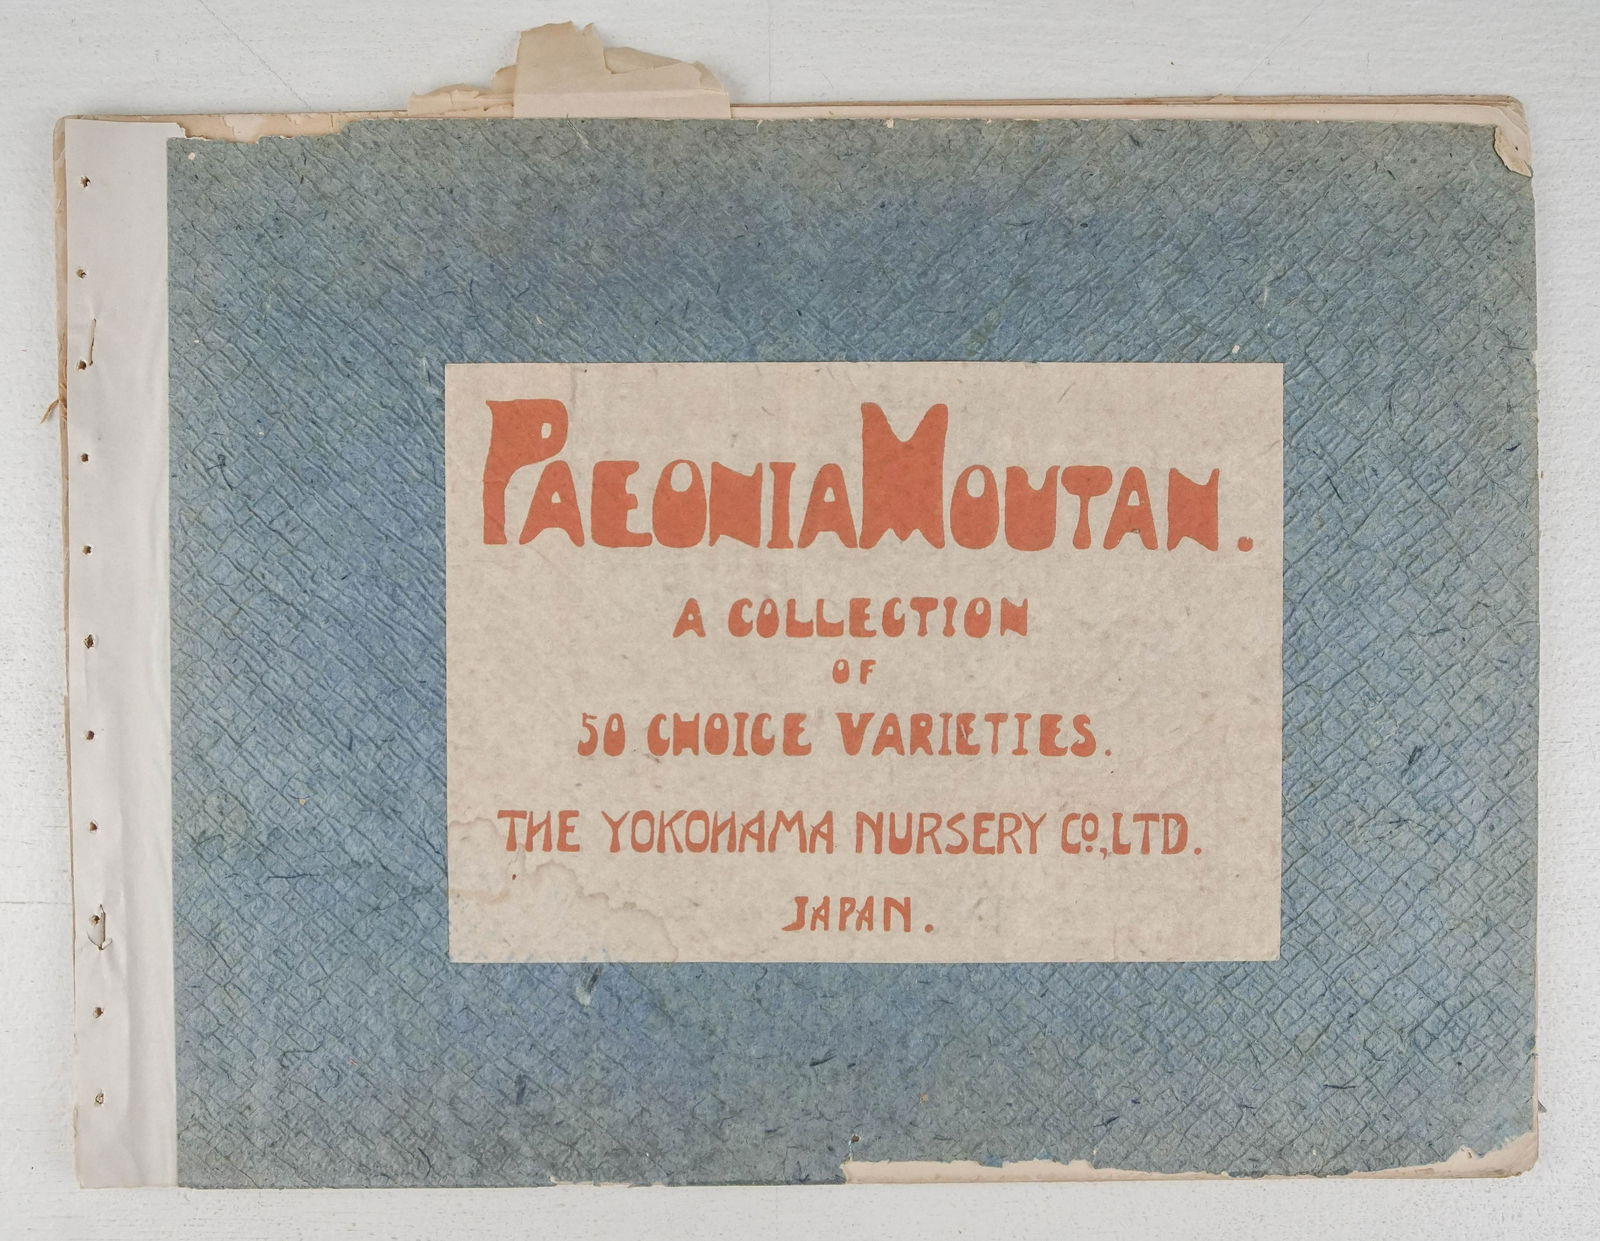 PAEONIA MOUTAN.
A COLLECTION
OF
50 CHOICE VARIETIES.
THE YOKOHAMA NURSERY Co., LTD.
JAPAN.